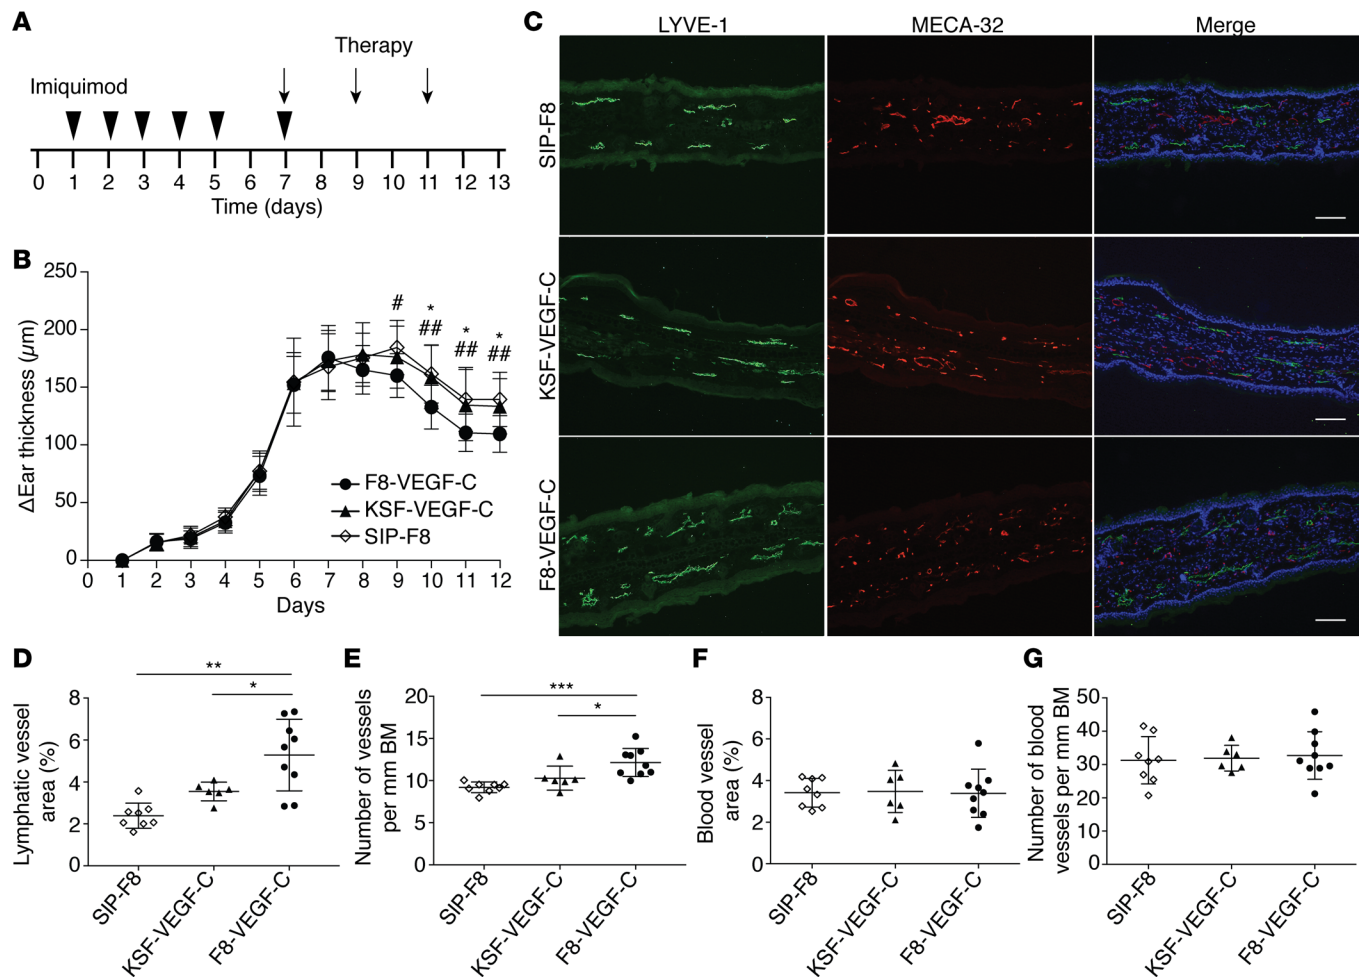 A
Therapy
Imiquimod
0 1 2 3 4 5 6 7 8 9 10 11 12 13
Time (days)
B
250
200
150
100
50
0
ΔEar thickness (µm)
#
*
##
*
##
*
##
F8-VEGF-C
KSF-VEGF-C
SIP-F8
0 1 2 3 4 5 6 7 8 9 10 11 12
Days
C
LYVE-1 MECA-32 Merge
SIP-F8
KSF-VEGF-C
F8-VEGF-C
D
**
*
8
6
4
2
0
Lymphatic vessel
area (%)
SIP-F8
KSF-VEGF-C
F8-VEGF-C
E
***
*
20
15
10
5
0
Number of vessels
per mm BM
SIP-F8
KSF-VEGF-C
F8-VEGF-C
F
8
6
4
2
0
Blood vessel
area (%)
SIP-F8
KSF-VEGF-C
F8-VEGF-C
G
50
40
30
20
10
0
Number of blood
vessels per mm BM
SIP-F8
KSF-VEGF-C
F8-VEGF-C